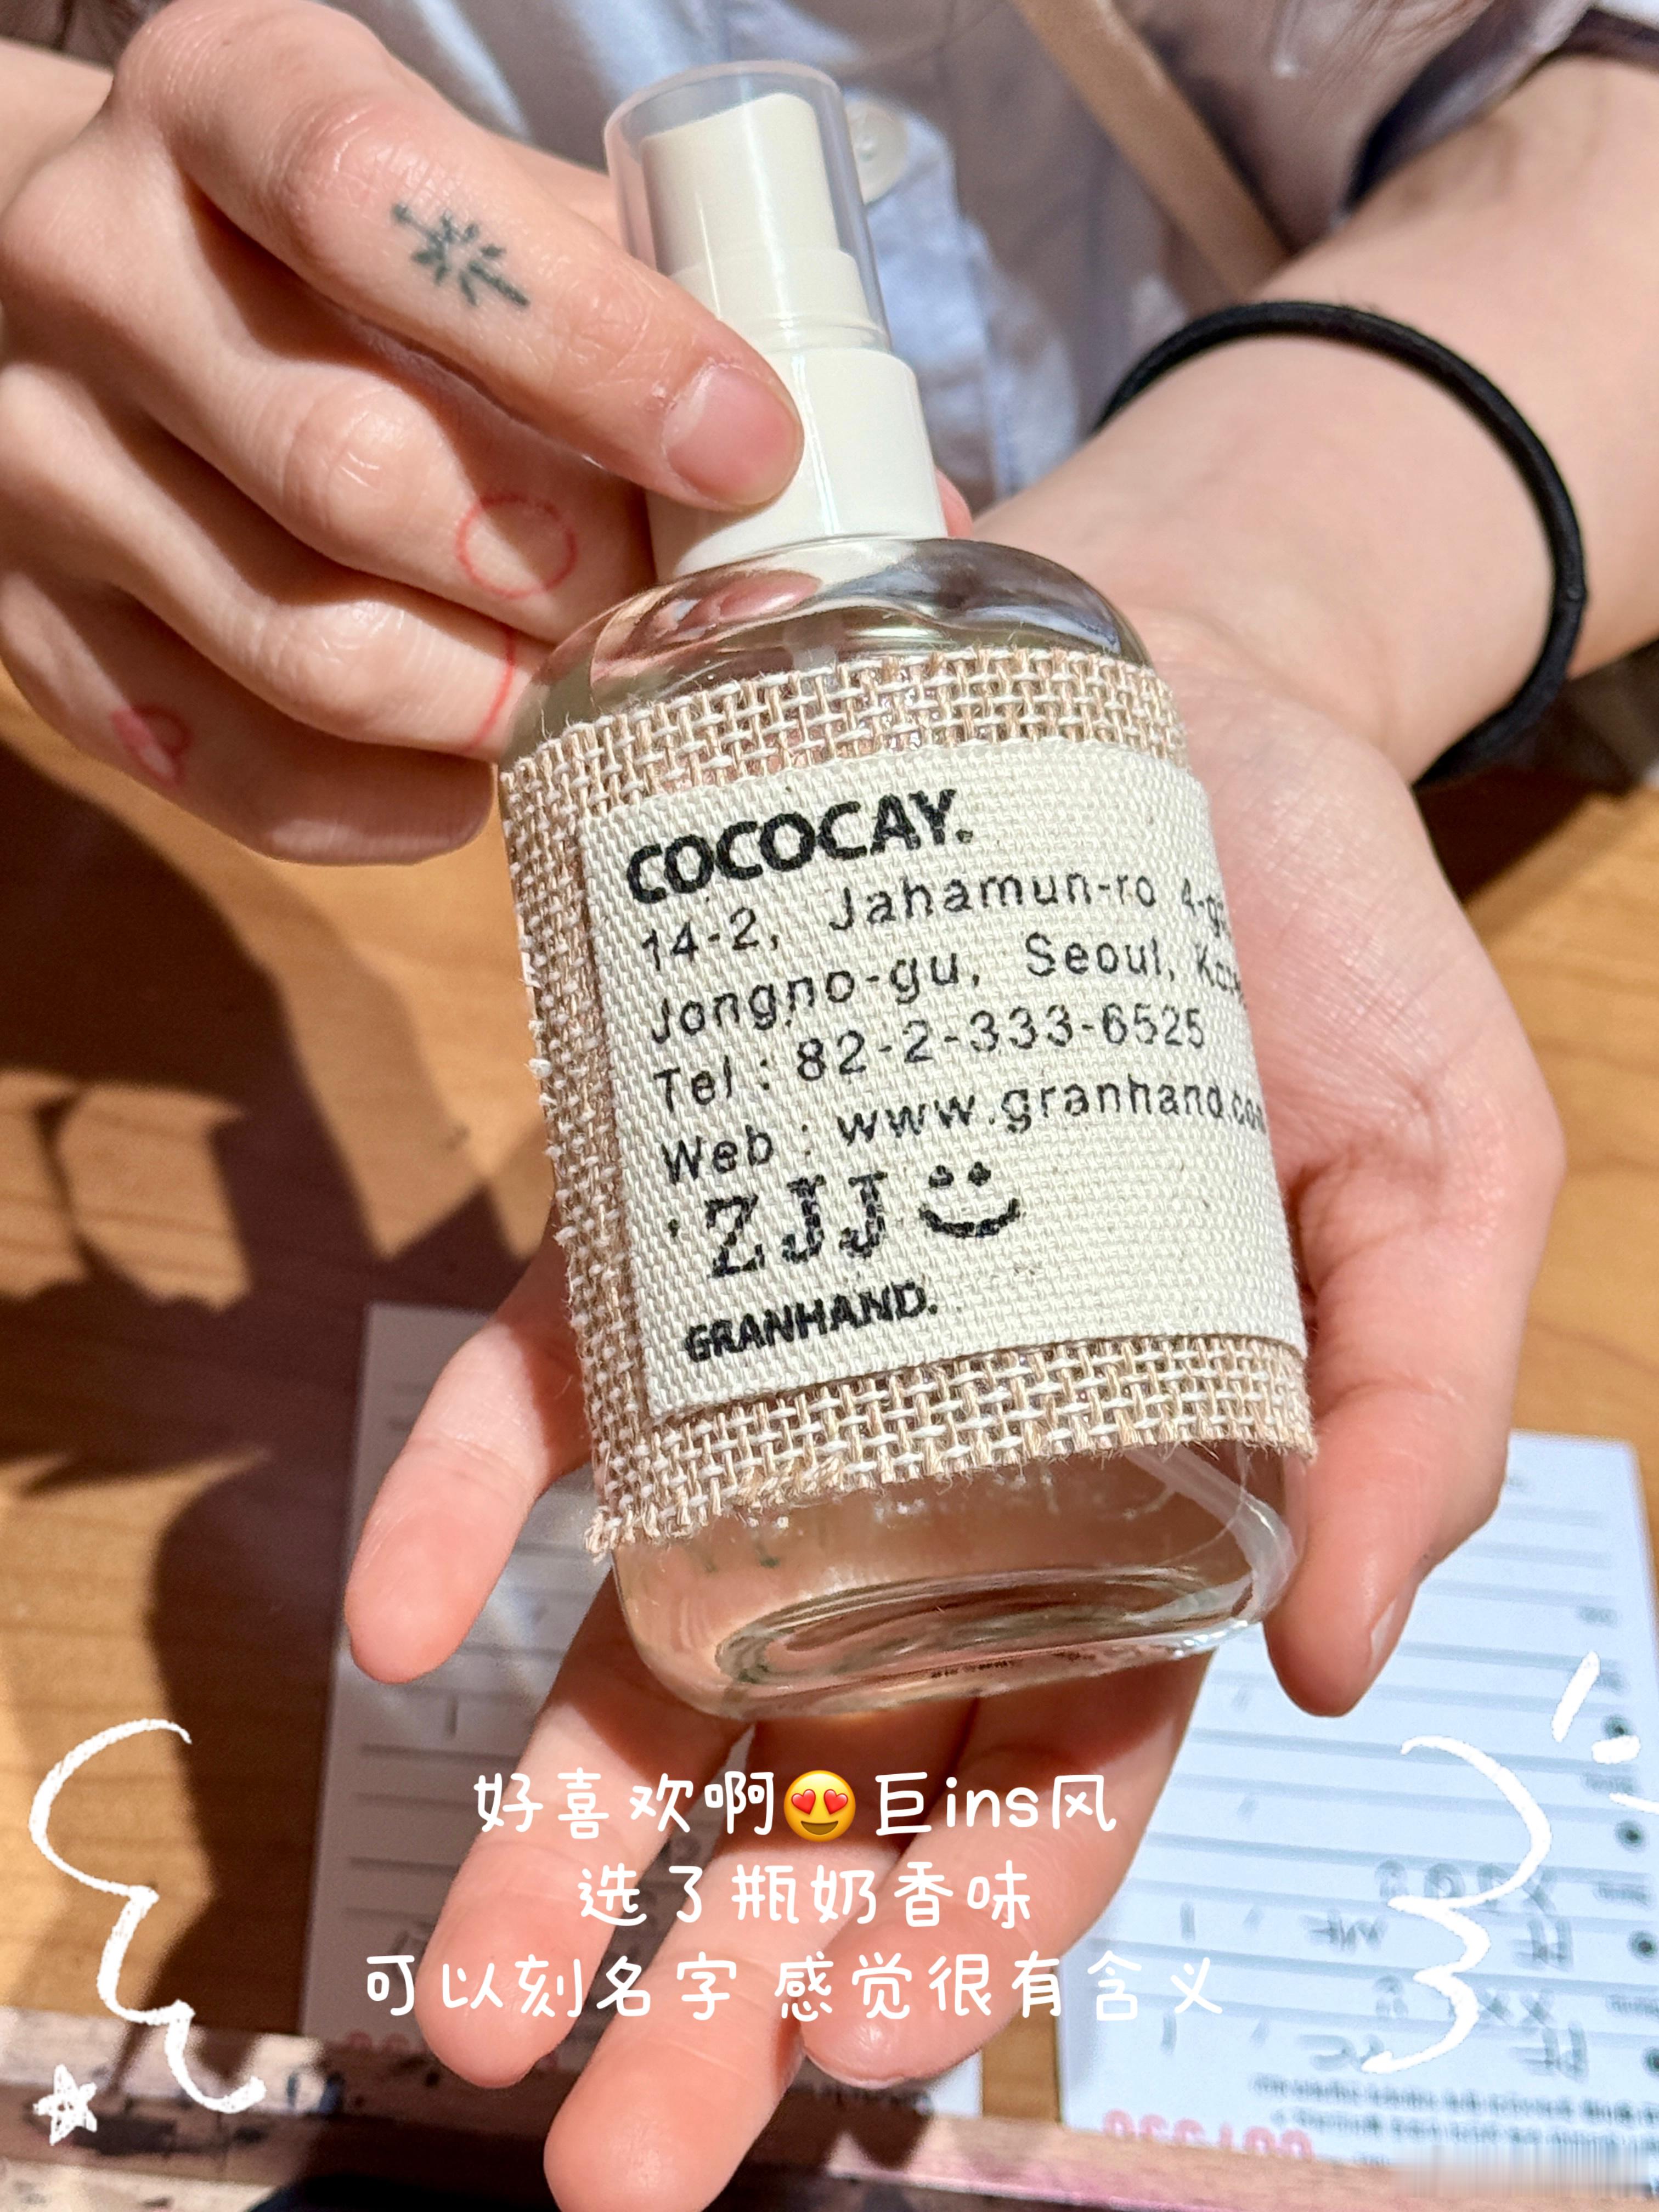 COCOCAY.
14-2, Jahamun-ro
Jongno-gu, Seoul,
Tel : 82-2-333-6525
Web : www.granhand.co
ZJJ
GRANHAND.
好喜欢啊😍巨ins风
选了瓶奶香味
可以刻名字 感觉很有含义